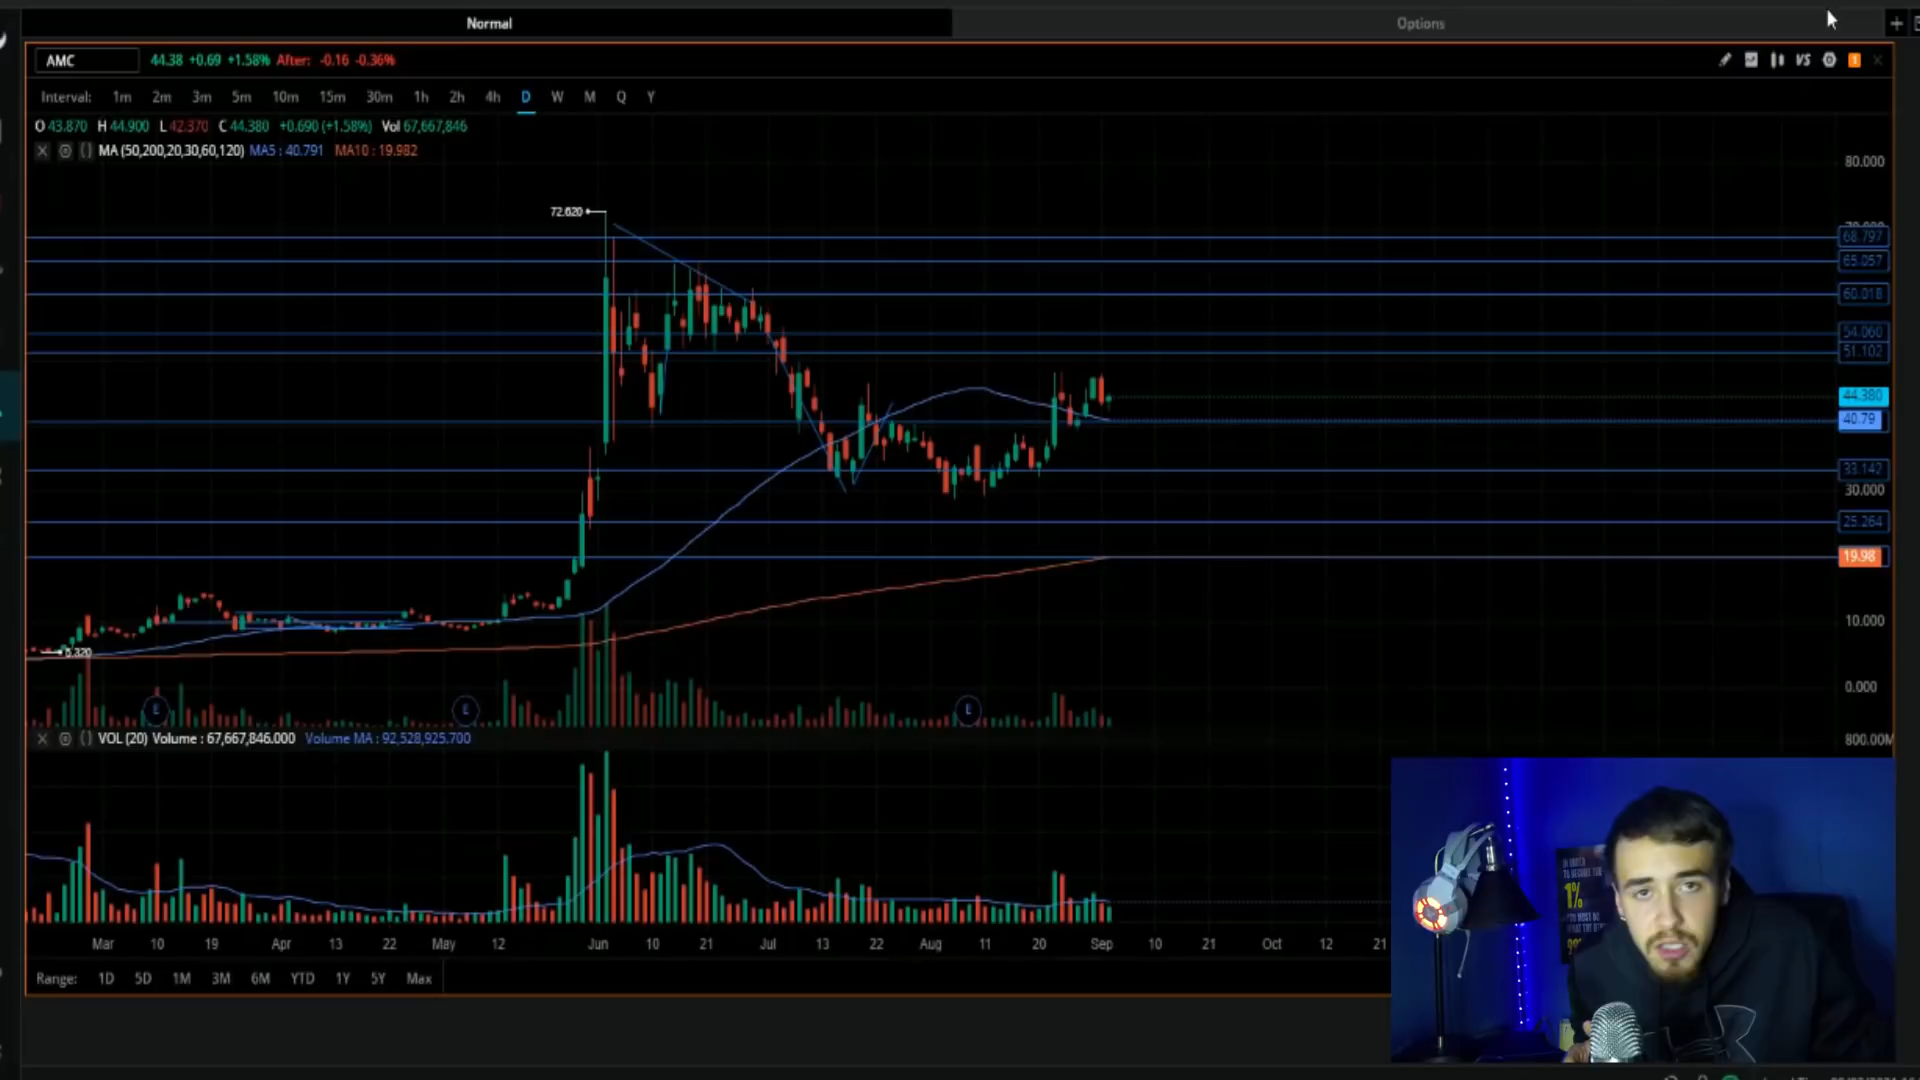 Normal
Options
AMC
44.38 +0.69 +1.58% After: -0.16 -0.36%
VS
1
Interval: 1m 2m 3m 5m 10m 15m 30m 1h 2h 4h D W M Q Y
O 43.870 H 44.900 L 42.370 C 44.380 +0.690 (+1.58%) Vol 67,667,846
MA (50,200,20,30,60,120) MA5 : 40.791 MA10 : 19.982
80.000
72.620
68.797
65.057
60.018
54.060
51.102
44.380
40.79
33.142
30.000
25.264
19.98
10.000
0.000
E
E
E
VOL (20) Volume : 67,667,846.000 Volume MA : 92,528,925.700
800.00M
Mar 10 19 Apr 13 22 May 12 Jun 10 21 Jul 13 22 Aug 11 20 Sep 10 21 Oct 12 21
Range: 1D 5D 1M 3M 6M YTD 1Y 5Y Max
1%